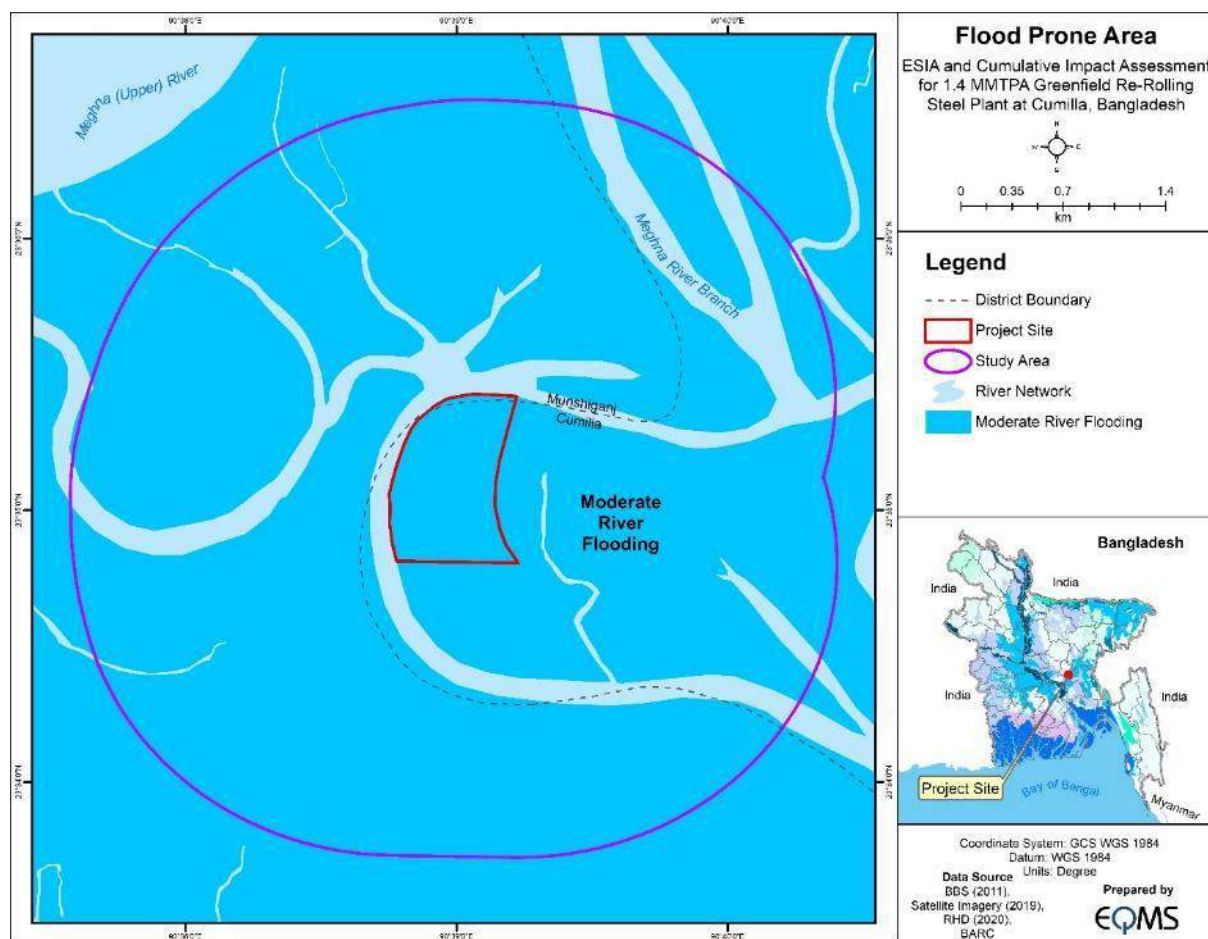 Flood Prone Area
ESIA and Cumulative Impact Assessment
for 1.4 MMTPA Greenfield Re-Rolling
Steel Plant at Cumilla, Bangladesh
N
W
E
S
0 0.35 0.7 1.4
km
Legend
District Boundary
Project Site
Study Area
River Network
Moderate River Flooding
Meghna (Upper) River
Meghna River Branch
Munshiganj
Cumilla
Moderate
River
Flooding
Bangladesh
India
India
India
India
Project Site
Bay of Bengal
Myanmar
Coordinate System: GCS WGS 1984
Datum: WGS 1984
Units: Degree
Data Source
BBS (2011),
Satellite Imagery (2019),
RHD (2020),
BARC
Prepared by
EQMS